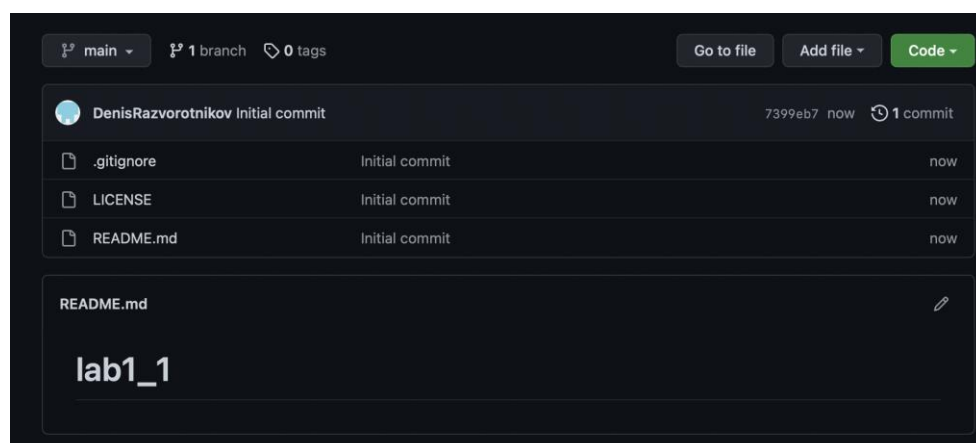 main 1 branch 0 tags Go to file Add file Code
DenisRazvorotnikov Initial commit 7399eb7 now 1 commit
.gitignore Initial commit now
LICENSE Initial commit now
README.md Initial commit now
README.md
lab1_1